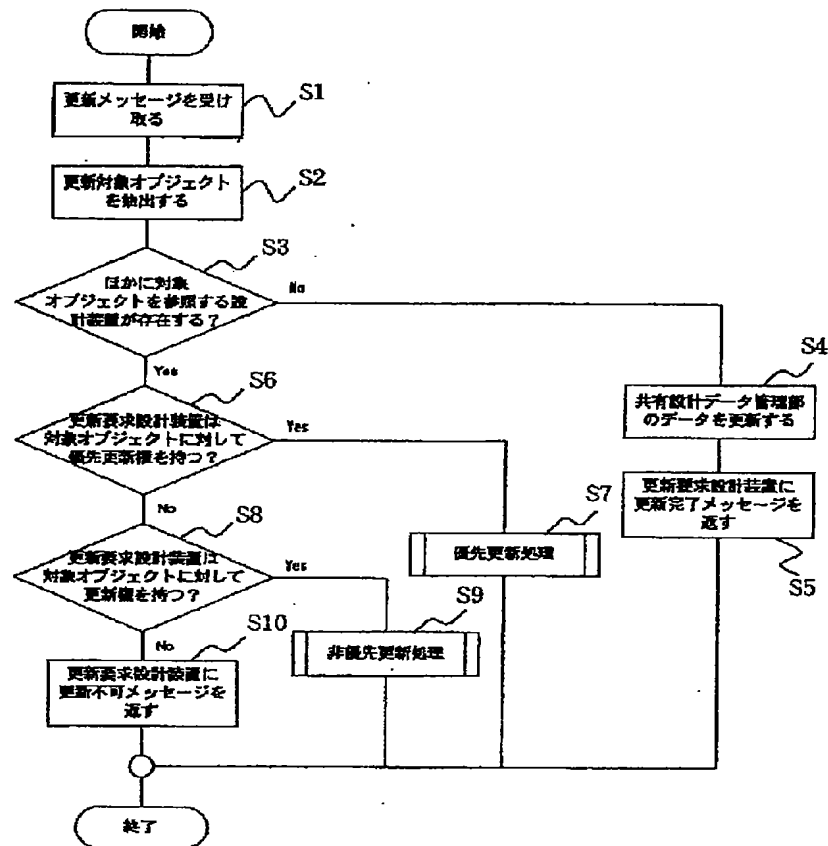 開始
更新メッセージを受け
取る
S1
更新対象オブジェクト
を抽出する
S2
S3
ほかに対象
オブジェクトを参照する設
計装置が存在する?
No
Yes
S4
共有設計データ管理部
のデータを更新する
S6
更新要求設計装置は
対象オブジェクトに対して
優先更新権を持つ?
Yes
No
更新要求設計装置に
更新完了メッセージを
返す
S5
S7
優先更新処理
S8
更新要求設計装置は
対象オブジェクトに対して
更新権を持つ?
Yes
No
S9
非優先更新処理
S10
更新要求設計装置に
更新不可メッセージを
返す
終了